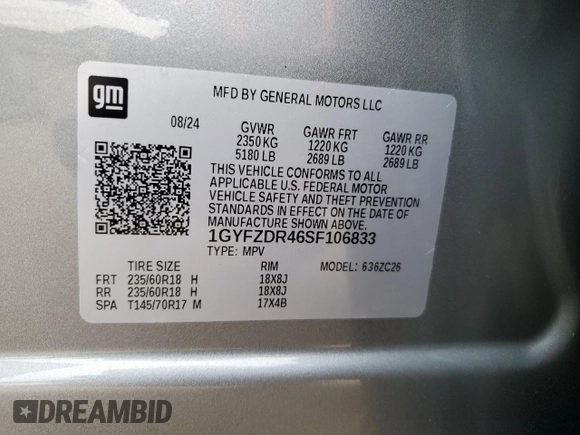 gm
MFD BY GENERAL MOTORS LLC
08/24 GVWR GAWR FRT GAWR RR
2350 KG 1220 KG 1220 KG
5180 LB 2689 LB 2689 LB
THIS VEHICLE CONFORMS TO ALL
APPLICABLE U.S. FEDERAL MOTOR
VEHICLE SAFETY AND THEFT PREVENTION
STANDARDS IN EFFECT ON THE DATE OF
MANUFACTURE SHOWN ABOVE.
1GYFZDR46SF106833
TYPE: MPV
TIRE SIZE RIM MODEL: 636ZC26
FRT 235/60R18 H 18X8J
RR 235/60R18 H 18X8J
SPA T145/70R17 M 17X4B
DREAMBID